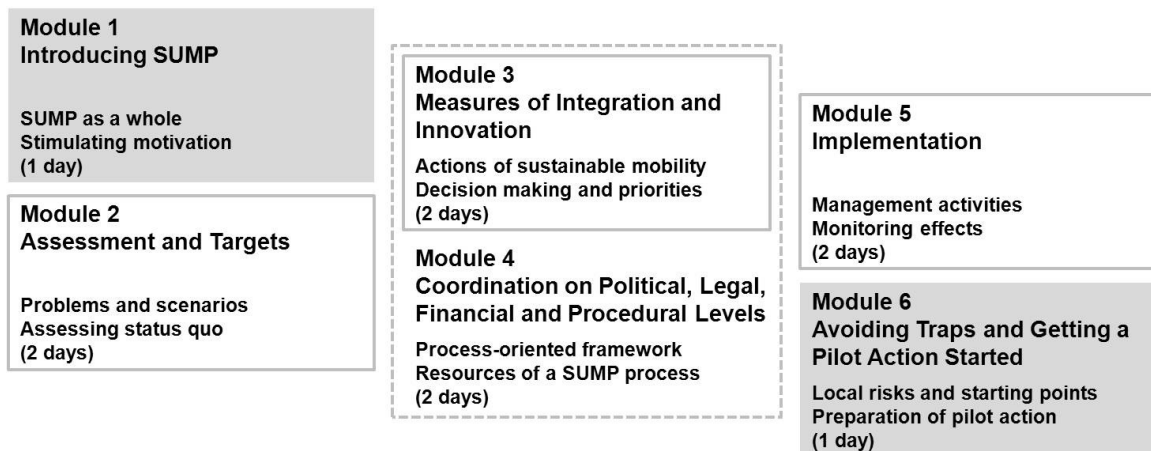 Module 1
Introducing SUMP
SUMP as a whole
Stimulating motivation
(1 day)
Module 2
Assessment and Targets
Problems and scenarios
Assessing status quo
(2 days)
Module 3
Measures of Integration and
Innovation
Actions of sustainable mobility
Decision making and priorities
(2 days)
Module 4
Coordination on Political, Legal,
Financial and Procedural Levels
Process-oriented framework
Resources of a SUMP process
(2 days)
Module 5
Implementation
Management activities
Monitoring effects
(2 days)
Module 6
Avoiding Traps and Getting a
Pilot Action Started
Local risks and starting points
Preparation of pilot action
(1 day)